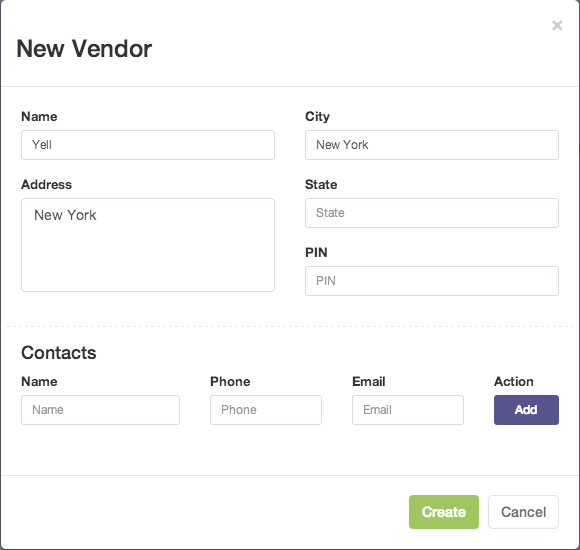 ×
New Vendor
Name
City
Yell
New York
Address
State
New York
State
PIN
PIN
Contacts
Name
Phone
Email
Action
Name
Phone
Email
Add
Create
Cancel